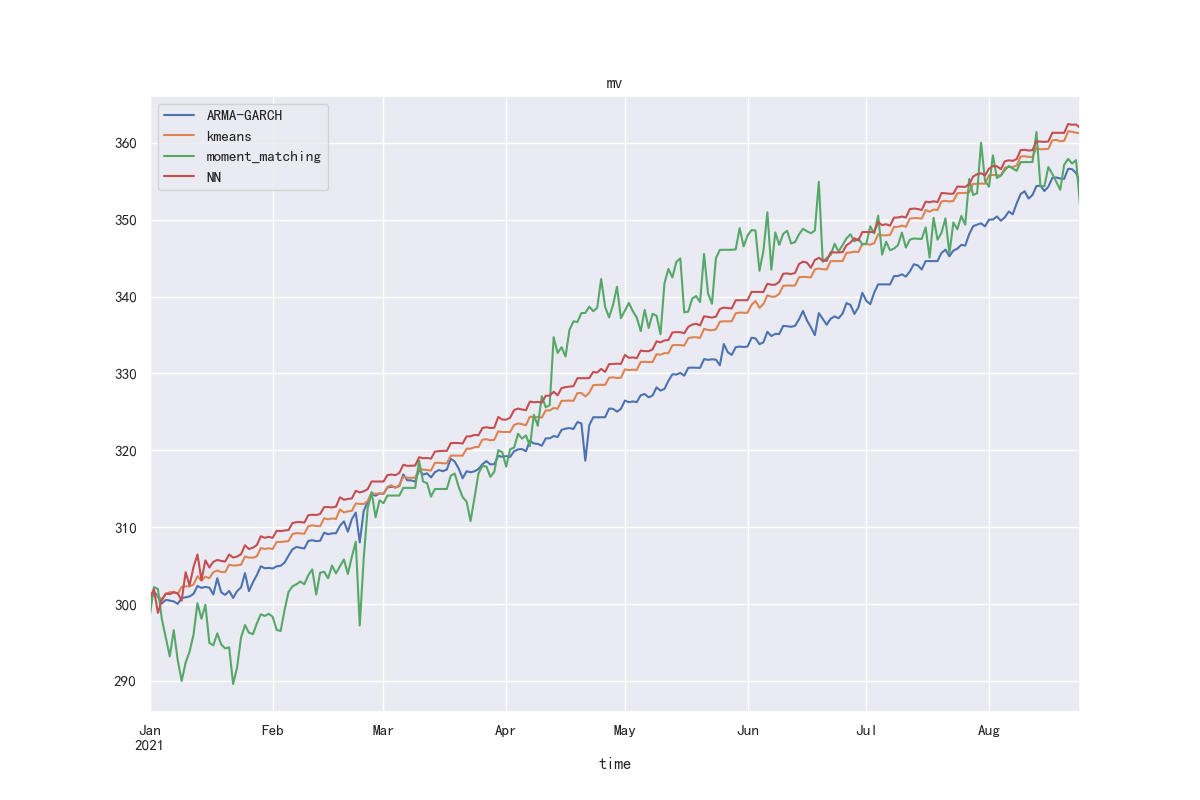 mv
ARMA-GARCH
kmeans
moment_matching
NN
360
350
340
330
320
310
300
290
Jan Feb Mar Apr May Jun Jul Aug
2021
time